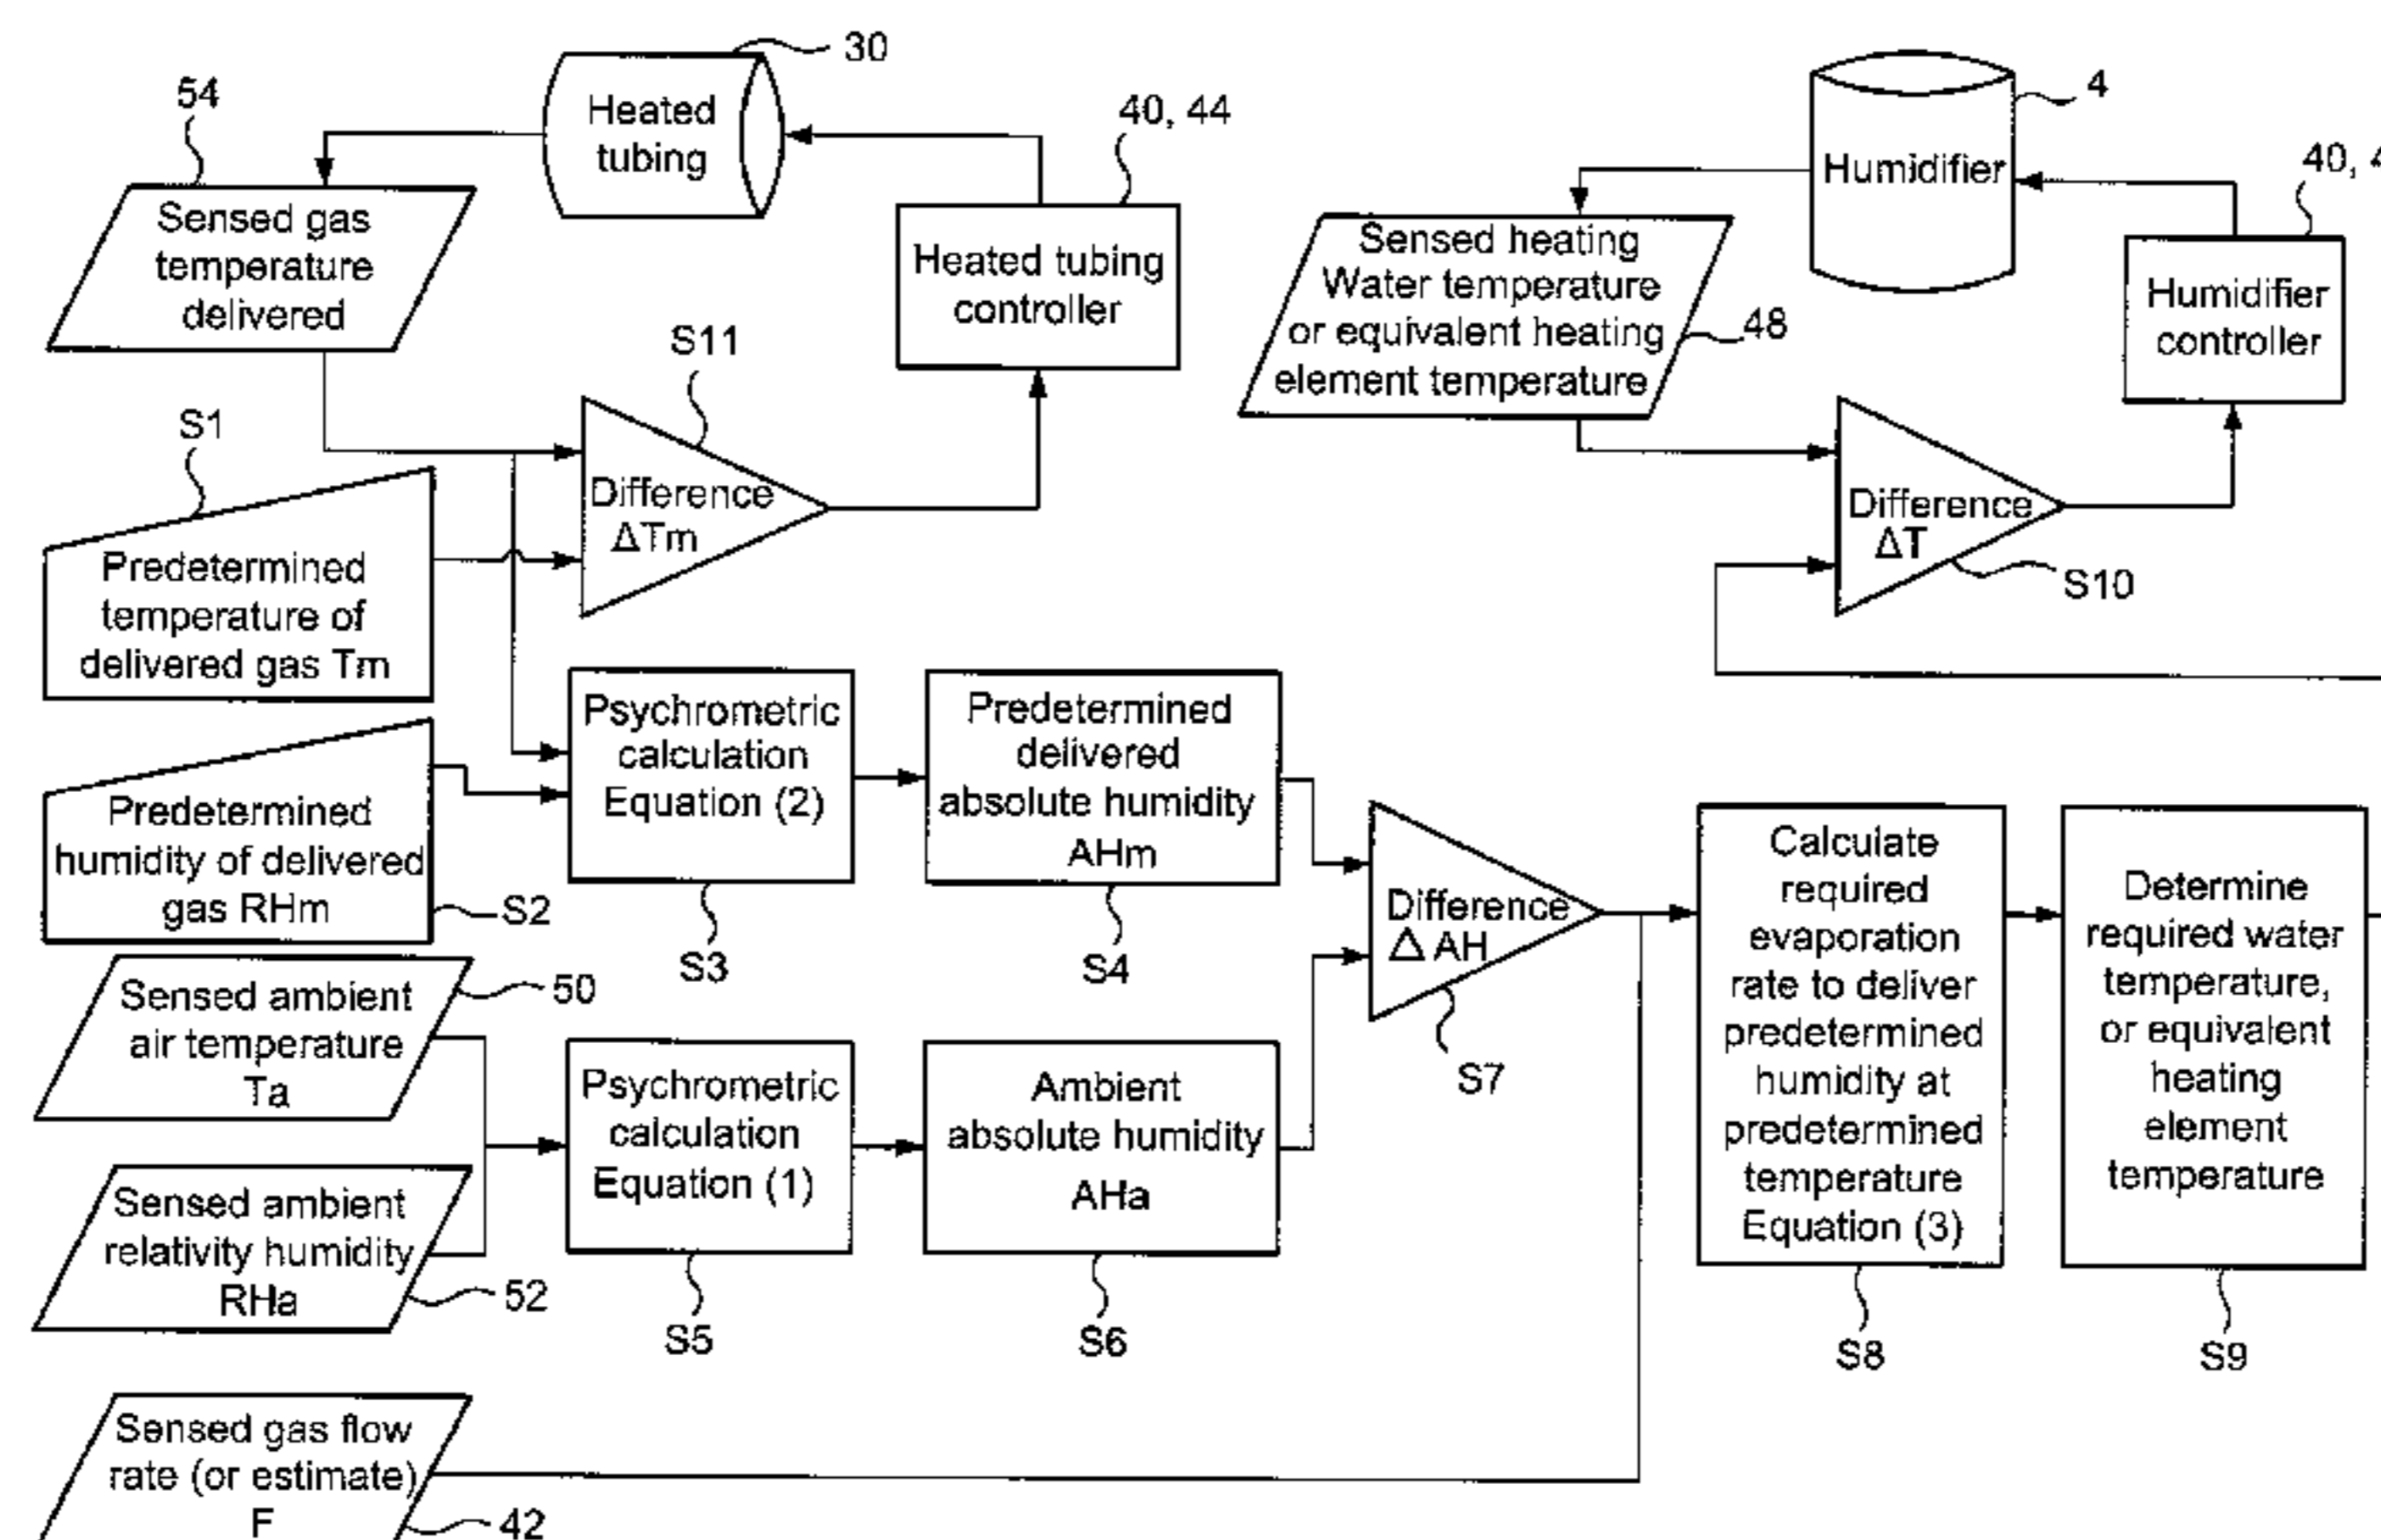 30
54
Heated
tubing
40, 44
4
Humidifier
Sensed gas
temperature
delivered
Heated tubing
controller
Sensed heating
Water temperature
or equivalent heating
element temperature
48
40, 4
Humidifier
controller
S11
S1
Difference
ΔTm
Difference
ΔT
S10
Predetermined
temperature of
delivered gas Tm
Psychrometric
calculation
Equation (2)
S3
Predetermined
delivered
absolute humidity
AHm
S4
Predetermined
humidity of delivered
gas RHm
S2
Difference
Δ AH
S7
Calculate
required
evaporation
rate to deliver
predetermined
humidity at
predetermined
temperature
Equation (3)
S8
Determine
required water
temperature,
or equivalent
heating
element
temperature
S9
Sensed ambient
air temperature
Ta
50
Psychrometric
calculation
Equation (1)
S5
Ambient
absolute humidity
AHa
S6
Sensed ambient
relativity humidity
RHa
52
Sensed gas flow
rate (or estimate)
F
42